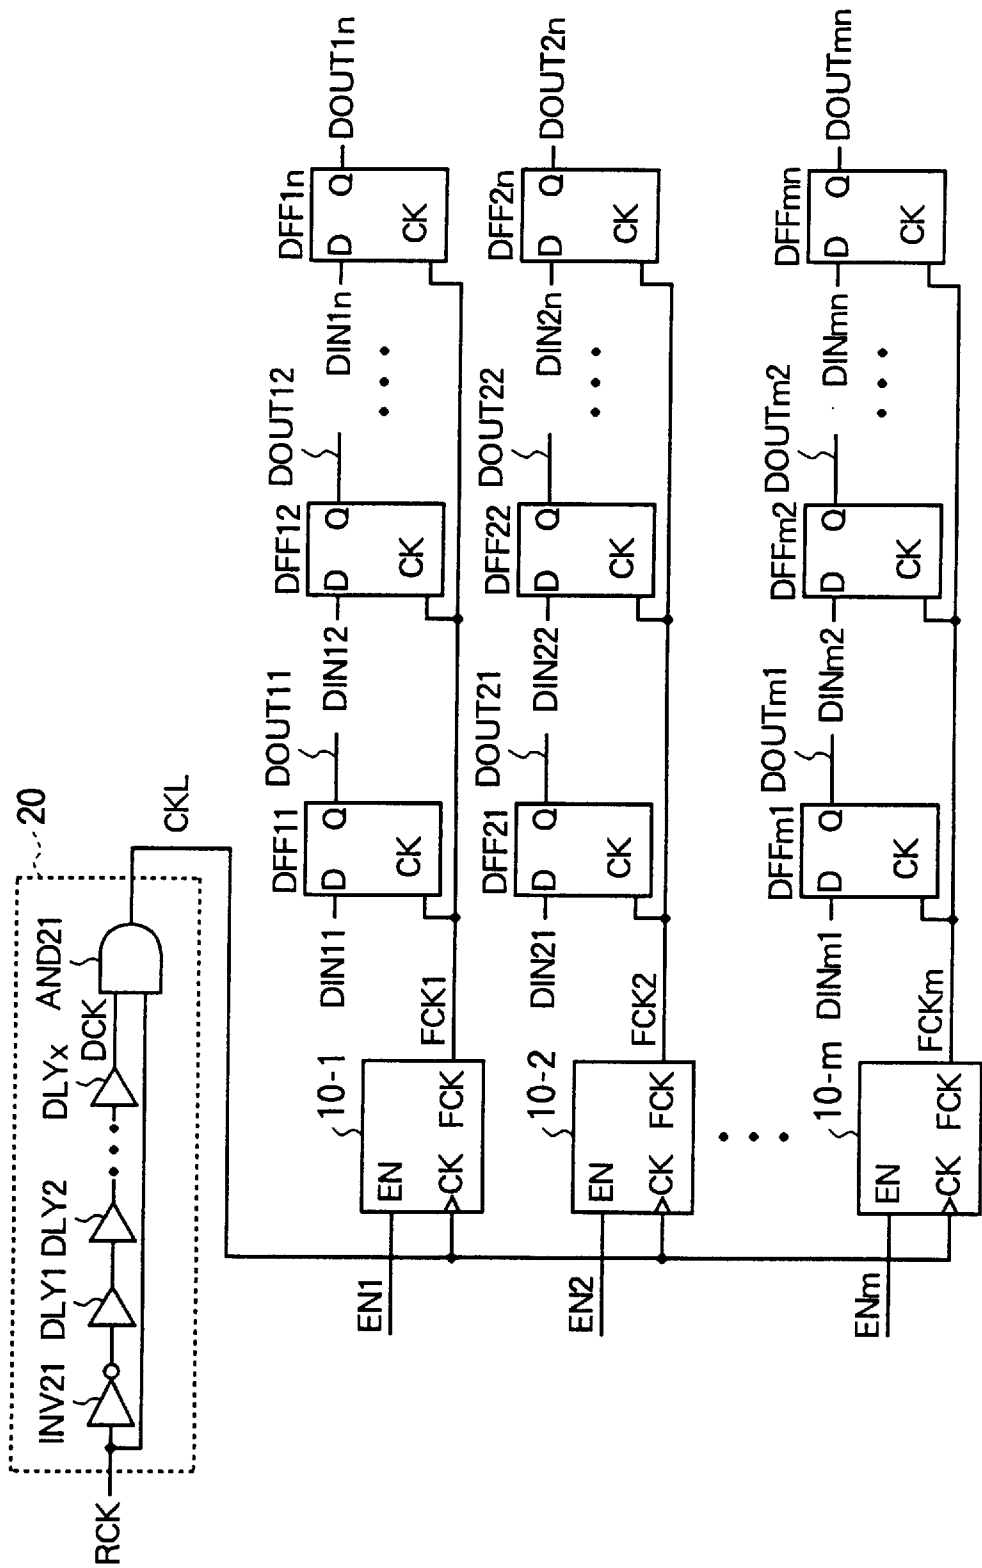 20
INV21 DLY1 DLY2 DLYx AND21
DCK
RCK
CKL
EN1
10-1
EN
CK FCK
FCK1
DFF11
DIN11
D Q
CK
DOUT11
DFF12
DIN12
D Q
CK
DOUT12
DFF1n
DIN1n
D Q
CK
DOUT1n
EN2
10-2
EN
CK FCK
FCK2
DFF21
DIN21
D Q
CK
DOUT21
DFF22
DIN22
D Q
CK
DOUT22
DFF2n
DIN2n
D Q
CK
DOUT2n
ENm
10-m
EN
CK FCK
FCKm
DFFm1
DINm1
D Q
CK
DOUTm1
DFFm2
DINm2
D Q
CK
DOUTm2
DFFmn
DINmn
D Q
CK
DOUTmn